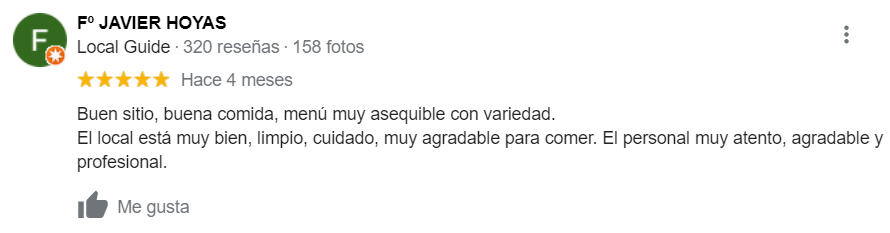 F
Fº JAVIER HOYAS
Local Guide · 320 reseñas · 158 fotos
Hace 4 meses
Buen sitio, buena comida, menú muy asequible con variedad.
El local está muy bien, limpio, cuidado, muy agradable para comer. El personal muy atento, agradable y
profesional.
Me gusta